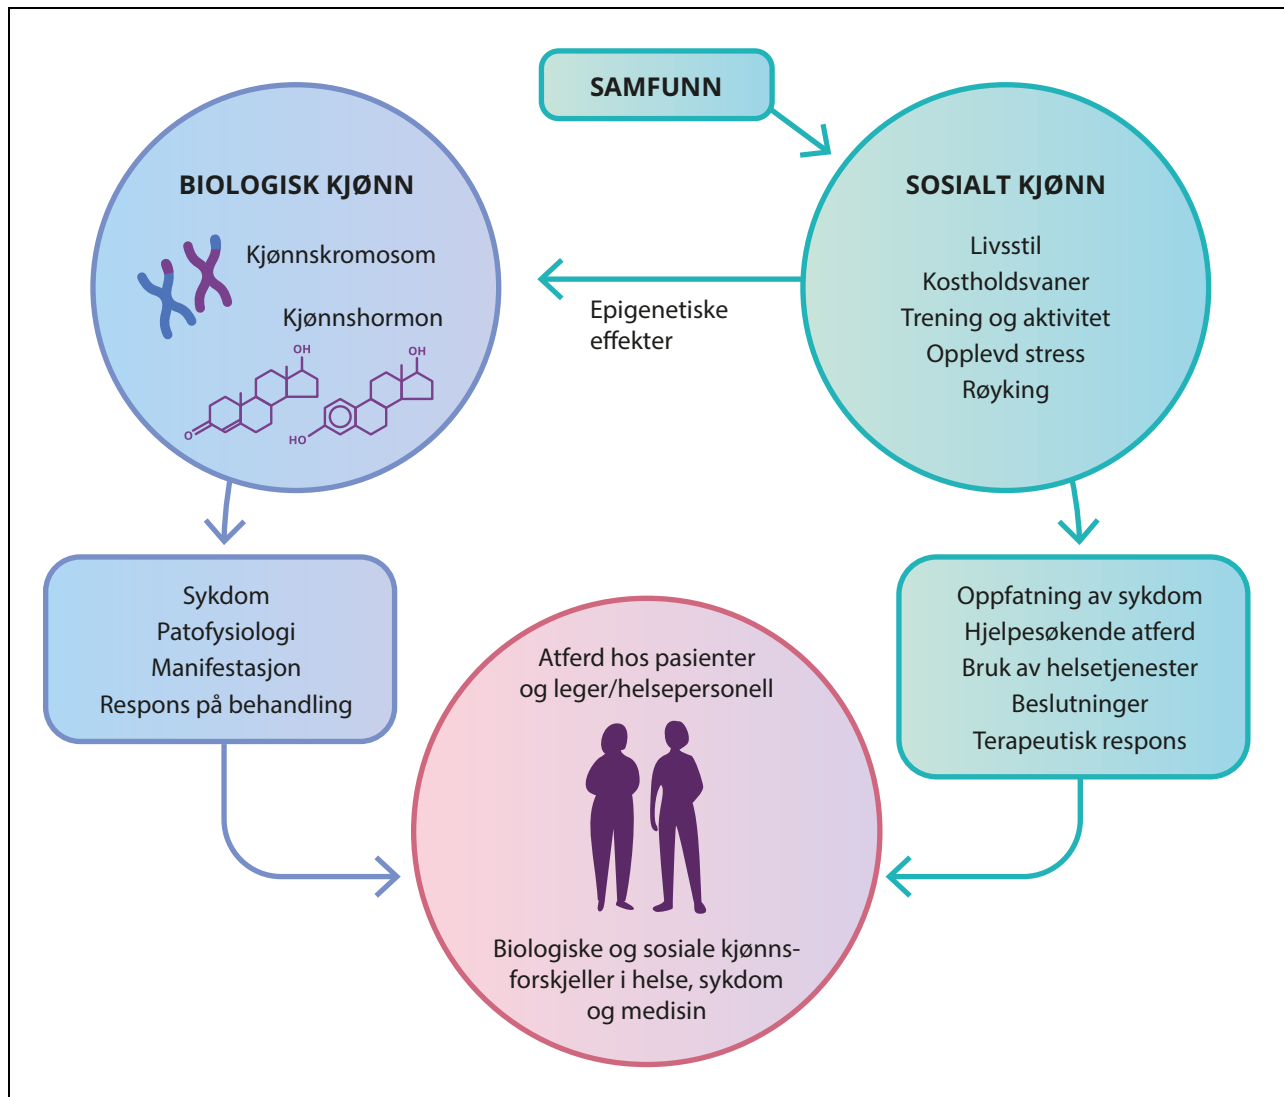 SAMFUNN
BIOLOGISK KJØNN
Kjønnskromosom
Kjønnshormon
OH
O
OH
HO
Epigenetiske
effekter
SOSIALT KJØNN
Livsstil
Kostholdsvaner
Trening og aktivitet
Opplevd stress
Røyking
Sykdom
Patofysiologi
Manifestasjon
Respons på behandling
Oppfatning av sykdom
Hjelpesøkende atferd
Bruk av helsetjenester
Beslutninger
Terapeutisk respons
Atferd hos pasienter
og leger/helsepersonell
Biologiske og sosiale kjønns-
forskjeller i helse, sykdom
og medisin